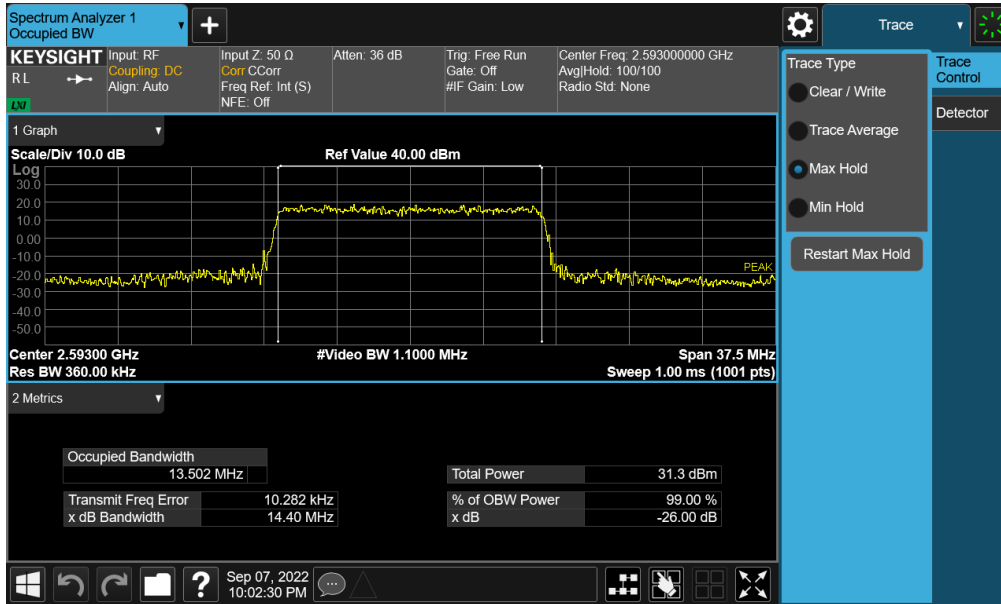 Spectrum Analyzer 1
Occupied BW
Trace
KEYSIGHT
R L
LXI
Input: RF
Coupling: DC
Align: Auto
Input Z: 50 Ω
Corr CCorr
Freq Ref: Int (S)
NFE: Off
Atten: 36 dB
Trig: Free Run
Gate: Off
#IF Gain: Low
Center Freq: 2.593000000 GHz
Avg|Hold: 100/100
Radio Std: None
Trace Type
Clear / Write
Trace Average
Max Hold
Min Hold
Restart Max Hold
Trace
Control
Detector
1 Graph
Scale/Div 10.0 dB
Ref Value 40.00 dBm
Log
30.0
20.0
10.0
0.00
-10.0
-20.0
-30.0
-40.0
-50.0
PEAK
Center 2.59300 GHz
#Video BW 1.1000 MHz
Span 37.5 MHz
Res BW 360.00 kHz
Sweep 1.00 ms (1001 pts)
2 Metrics
Occupied Bandwidth
13.502 MHz
Total Power 31.3 dBm
Transmit Freq Error 10.282 kHz
% of OBW Power 99.00 %
x dB Bandwidth 14.40 MHz
x dB -26.00 dB
?
Sep 07, 2022
10:02:30 PM